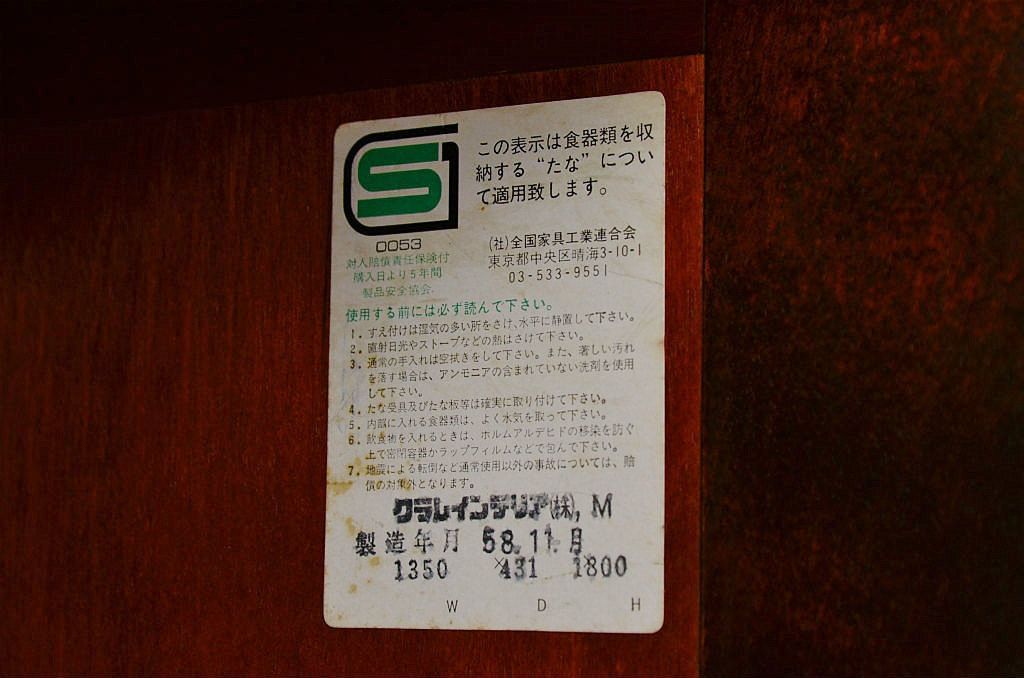 この表示は食器類を収
納する“たな”につい
て適用致します。
SG
0053
対人賠償責任保険付
購入日より5年間
製品安全協会.
(社)全国家具工業連合会
東京都中央区晴海3-10-1
03-533-9551
使用する前には必ず読んで下さい。
1. すえ付けは湿気の多い所をさけ、水平に静置して下さい。
2. 直射日光やストーブなどの熱はさけて下さい。
3. 通常の手入れは空拭きをして下さい。また、著しい汚れ
を落す場合は、アンモニアの含まれていない洗剤を使用
して下さい。
4. たな受具及びたな板等は確実に取り付けて下さい。
5. 内部に入れる食器類は、よく水気を取って下さい。
6. 飲食物を入れるときは、ホルムアルデヒドの移染を防ぐ
上で密閉容器かラップフィルムなどで包んで下さい。
7. 地震による転倒など通常使用以外の事故については、賠
償の対象外となります。
クラレインテリア(株), M
製造年月 58.11月
1350 ×431 1800
W D H